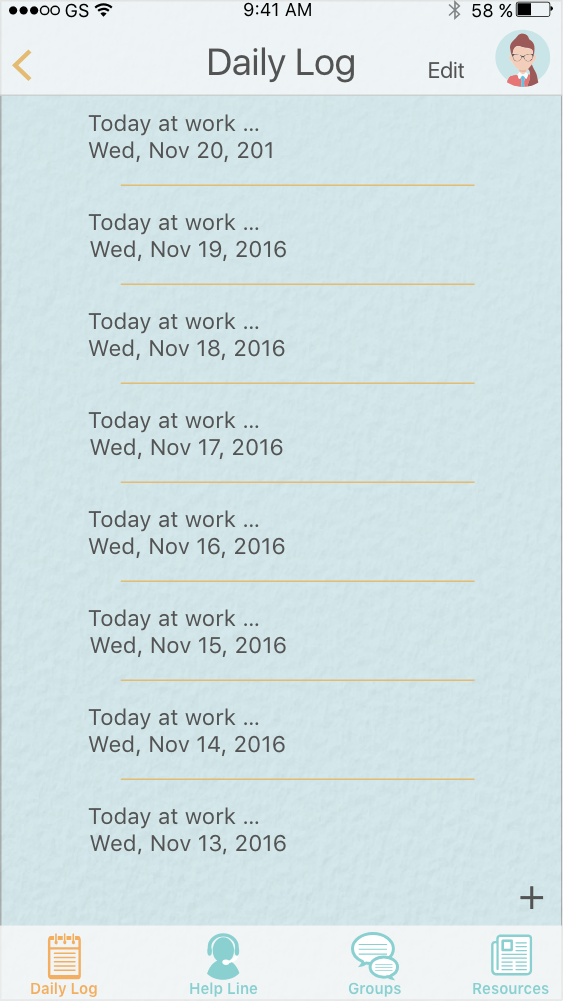 GS 9:41 AM 58 %
Daily Log Edit
Today at work ...
Wed, Nov 20, 201
Today at work ...
Wed, Nov 19, 2016
Today at work ...
Wed, Nov 18, 2016
Today at work ...
Wed, Nov 17, 2016
Today at work ...
Wed, Nov 16, 2016
Today at work ...
Wed, Nov 15, 2016
Today at work ...
Wed, Nov 14, 2016
Today at work ...
Wed, Nov 13, 2016
+
Daily Log Help Line Groups Resources